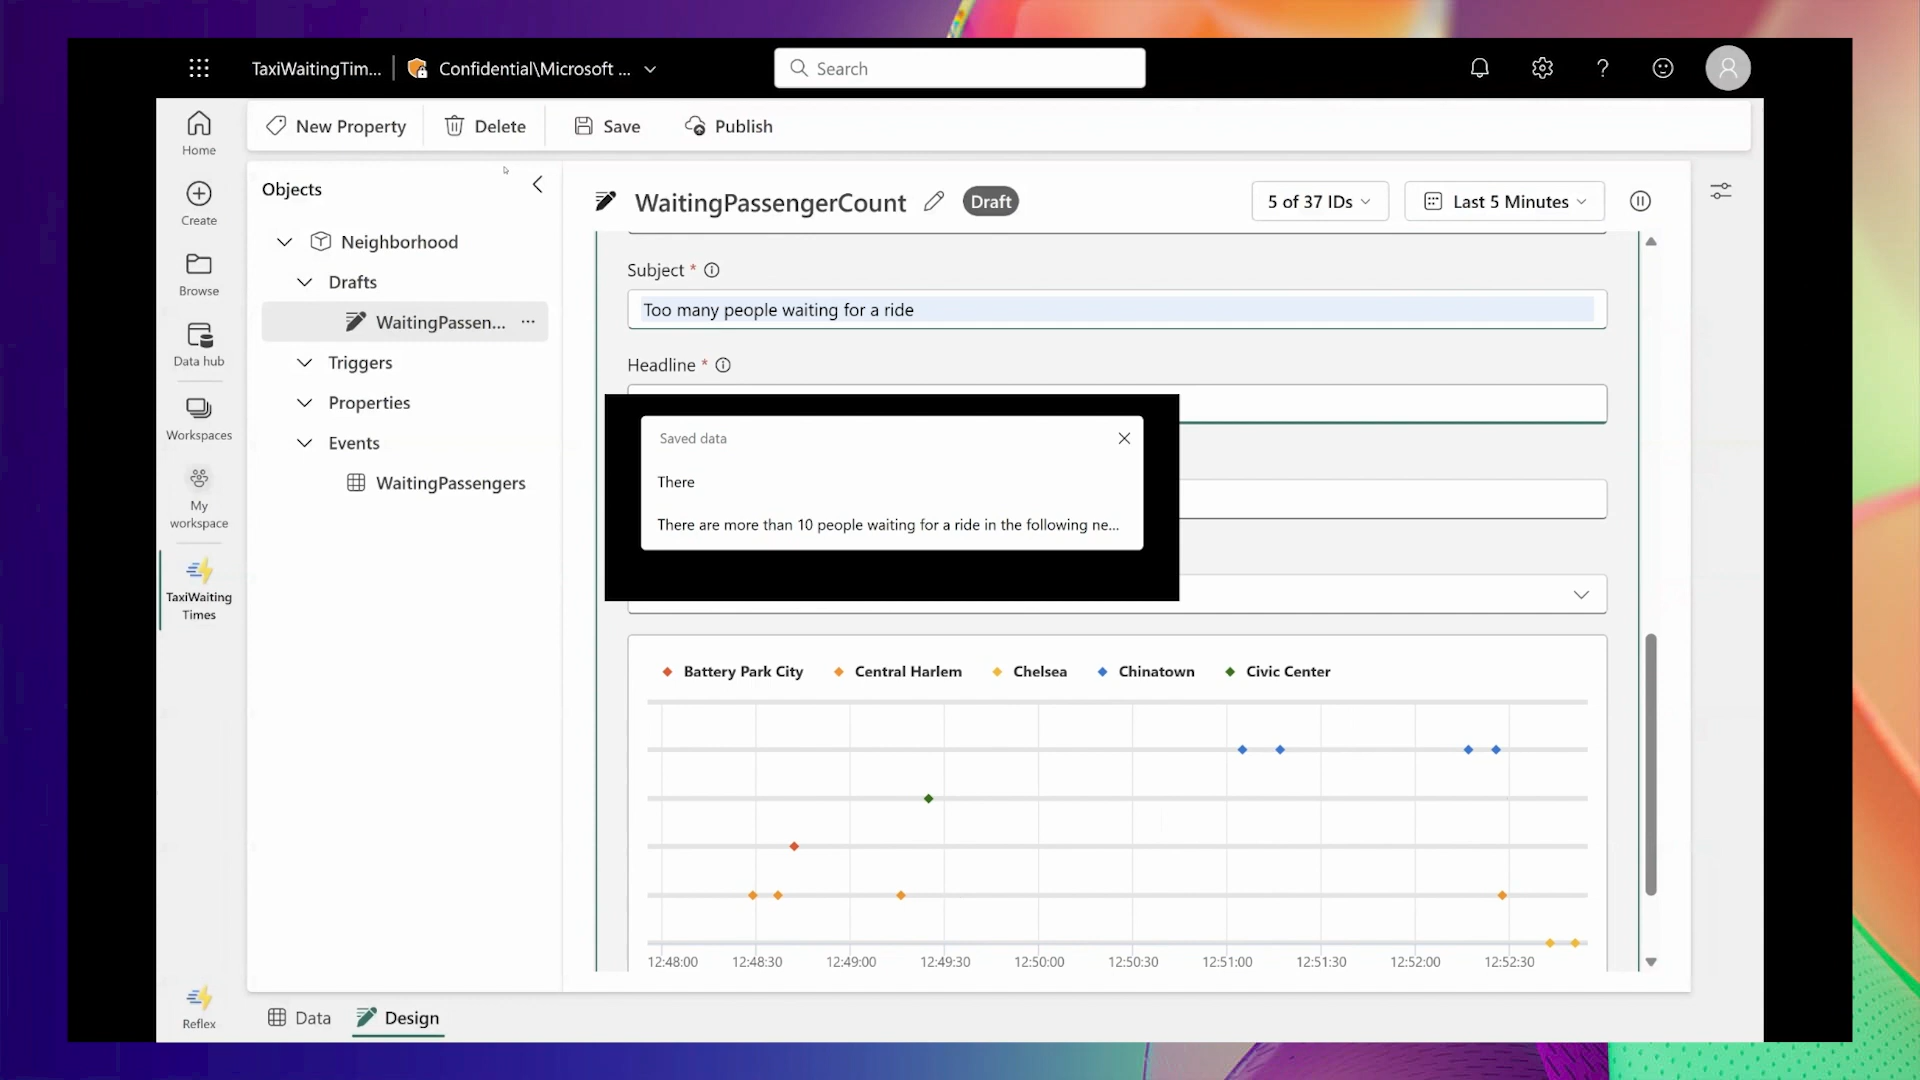 TaxiWaitingTim...
Confidential\Microsoft ...
Search
Home
Create
Browse
Data hub
Workspaces
My
workspace
TaxiWaiting
Times
Reflex
New Property
Delete
Save
Publish
Objects
Neighborhood
Drafts
WaitingPassen...
Triggers
Properties
Events
WaitingPassengers
WaitingPassengerCount
Draft
5 of 37 IDs
Last 5 Minutes
Subject *
Too many people waiting for a ride
Headline *
Saved data
There
There are more than 10 people waiting for a ride in the following ne...
Battery Park City
Central Harlem
Chelsea
Chinatown
Civic Center
12:48:00
12:48:30
12:49:00
12:49:30
12:50:00
12:50:30
12:51:00
12:51:30
12:52:00
12:52:30
Data
Design